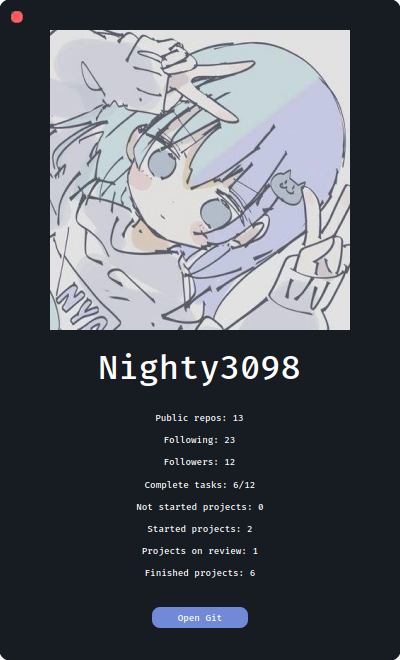 NYA
Nighty3098
Public repos: 13
Following: 23
Followers: 12
Complete tasks: 6/12
Not started projects: 0
Started projects: 2
Projects on review: 1
Finished projects: 6
Open Git